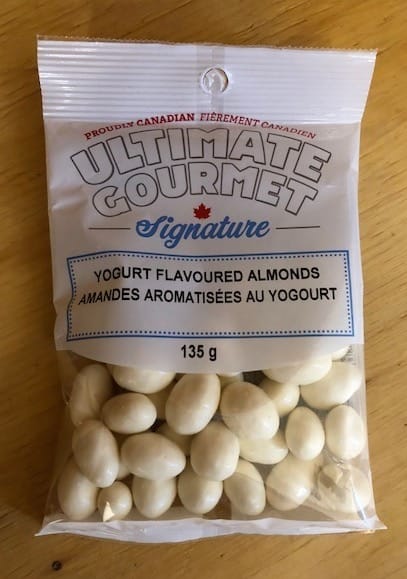 PROUDLY CANADIAN FIÈREMENT CANADIEN
ULTIMATE
GOURMET
Signature
YOGURT FLAVOURED ALMONDS
AMANDES AROMATISÉES AU YOGOURT
135 g